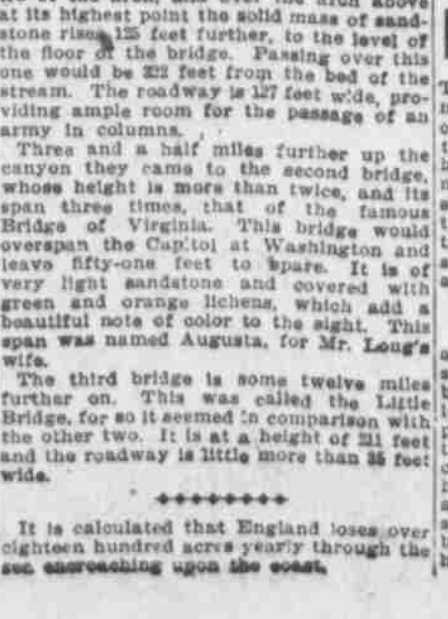 at its highest point the solid mass of sand-
stone rises 125 feet further, to the level of
the floor of the bridge. Passing over this
one would be 222 feet from the bed of the
stream. The roadway is 127 feet wide, pro-
viding ample room for the passage of an
army in columns.
Three and a half miles further up the
canyon they came to the second bridge,
whose height is more than twice, and its
span three times, that of the famous
Bridge of Virginia. This bridge would
overspan the Capitol at Washington and
leave fifty-one feet to spare. It is of
very light sandstone and covered with
green and orange lichens, which add a
beautiful note of color to the sight. This
span was named Augusta, for Mr. Long's
wife.
The third bridge is some twelve miles
further on. This was called the Little
Bridge, for so it seemed in comparison with
the other two. It is at a height of 211 feet
and the roadway is little more than 35 feet
wide.
It is calculated that England loses over
eighteen hundred acres yearly through the
sea encroaching upon the coast.